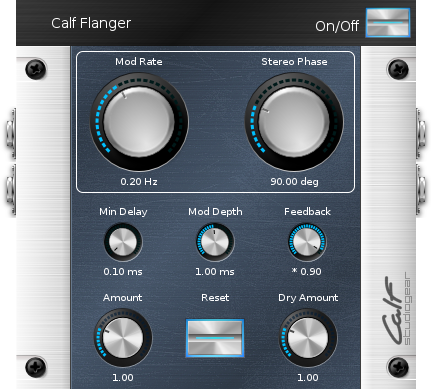 Calf Flanger
On/Off
Mod Rate
Stereo Phase
0.20 Hz
90.00 deg
Min Delay
Mod Depth
Feedback
0.10 ms
1.00 ms
* 0.90
Amount
Reset
Dry Amount
1.00
1.00
Calf
studiogear